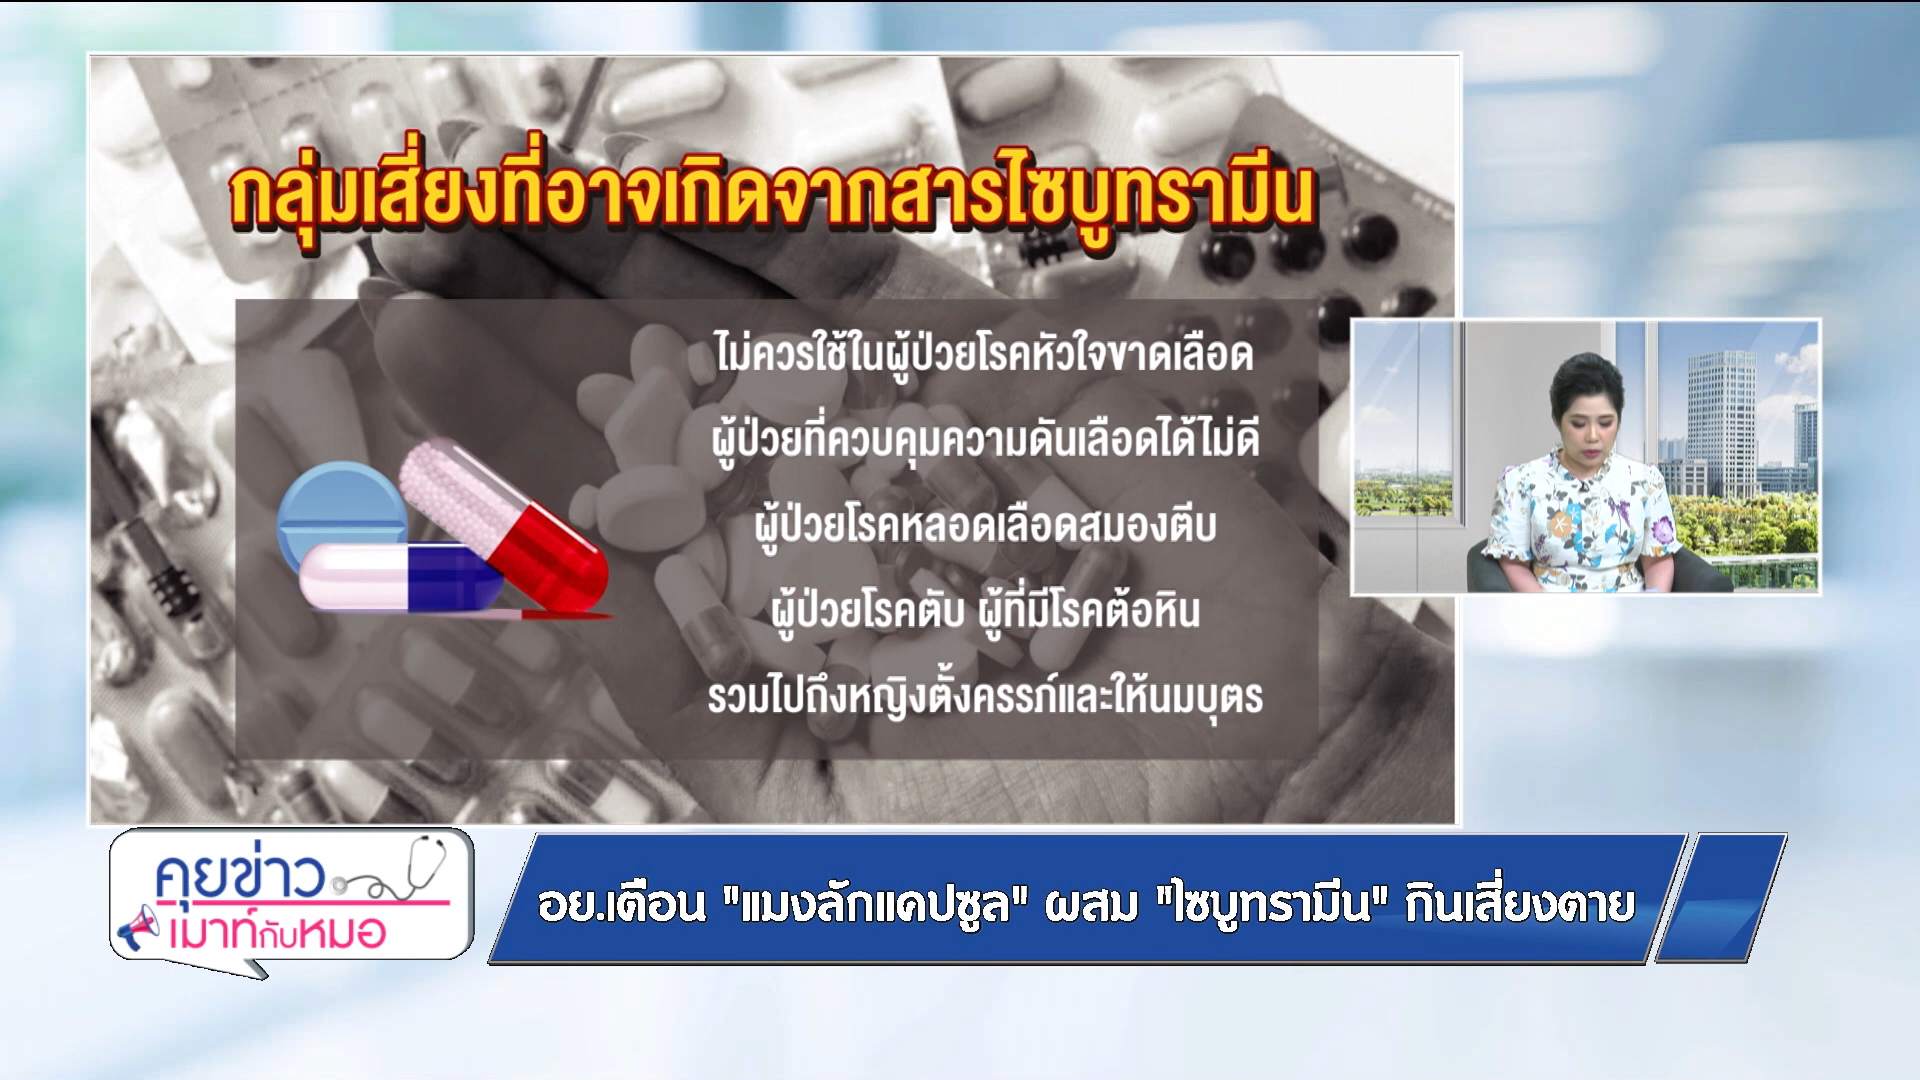 กลุ่มเสี่ยงที่อาจเกิดจากสารไซบูทรามีน
ไม่ควรใช้ในผู้ป่วยโรคหัวใจขาดเลือด
ผู้ป่วยที่ควบคุมความดันเลือดได้ไม่ดี
ผู้ป่วยโรคหลอดเลือดสมองตีบ
ผู้ป่วยโรคตับ ผู้ที่มีโรคต้อหิน
รวมไปถึงหญิงตั้งครรภ์และให้นมบุตร
คุยข่าว
เมาท์กับหมอ
อย.เตือน "แมงลักแคปซูล" ผสม "ไซบูทรามีน" กินเสี่ยงตาย